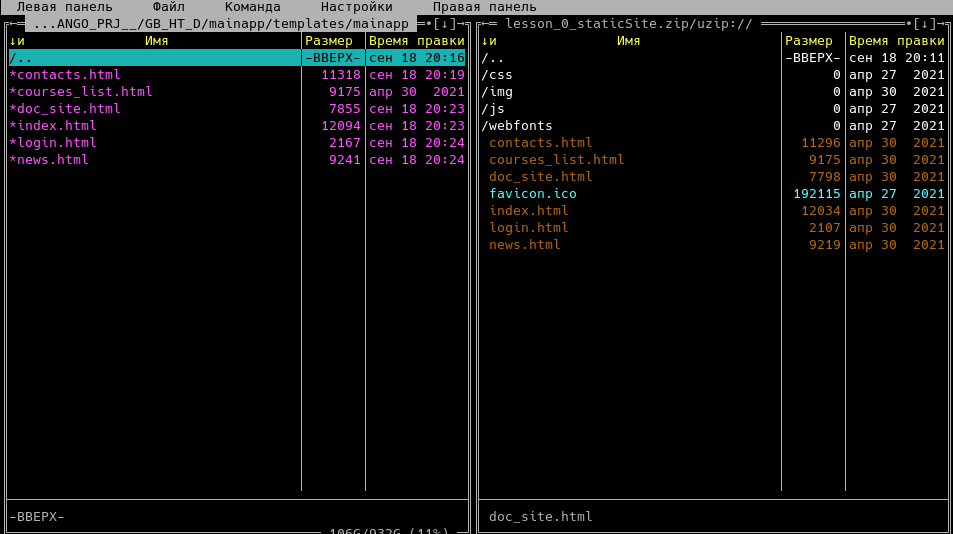 Левая панель Файл Команда Настройки Правая панель
...ANGO_PRJ__/GB_HT_D/mainapp/templates/mainapp •[↓]
↓и Имя Размер Время правки
/.. -ВВЕРХ- сен 18 20:16
*contacts.html 11318 сен 18 20:19
*courses_list.html 9175 апр 30 2021
*doc_site.html 7855 сен 18 20:23
*index.html 12094 сен 18 20:23
*login.html 2167 сен 18 20:24
*news.html 9241 сен 18 20:24
-ВВЕРХ-
106G/932G (11%)
lesson_0_staticSite.zip/uzip:// •[↓]
↓и Имя Размер Время правки
/.. -ВВЕРХ- сен 18 20:11
/css 0 апр 27 2021
/img 0 апр 30 2021
/js 0 апр 27 2021
/webfonts 0 апр 27 2021
contacts.html 11296 апр 30 2021
courses_list.html 9175 апр 30 2021
doc_site.html 7798 апр 30 2021
favicon.ico 192115 апр 27 2021
index.html 12034 апр 30 2021
login.html 2107 апр 30 2021
news.html 9219 апр 30 2021
doc_site.html